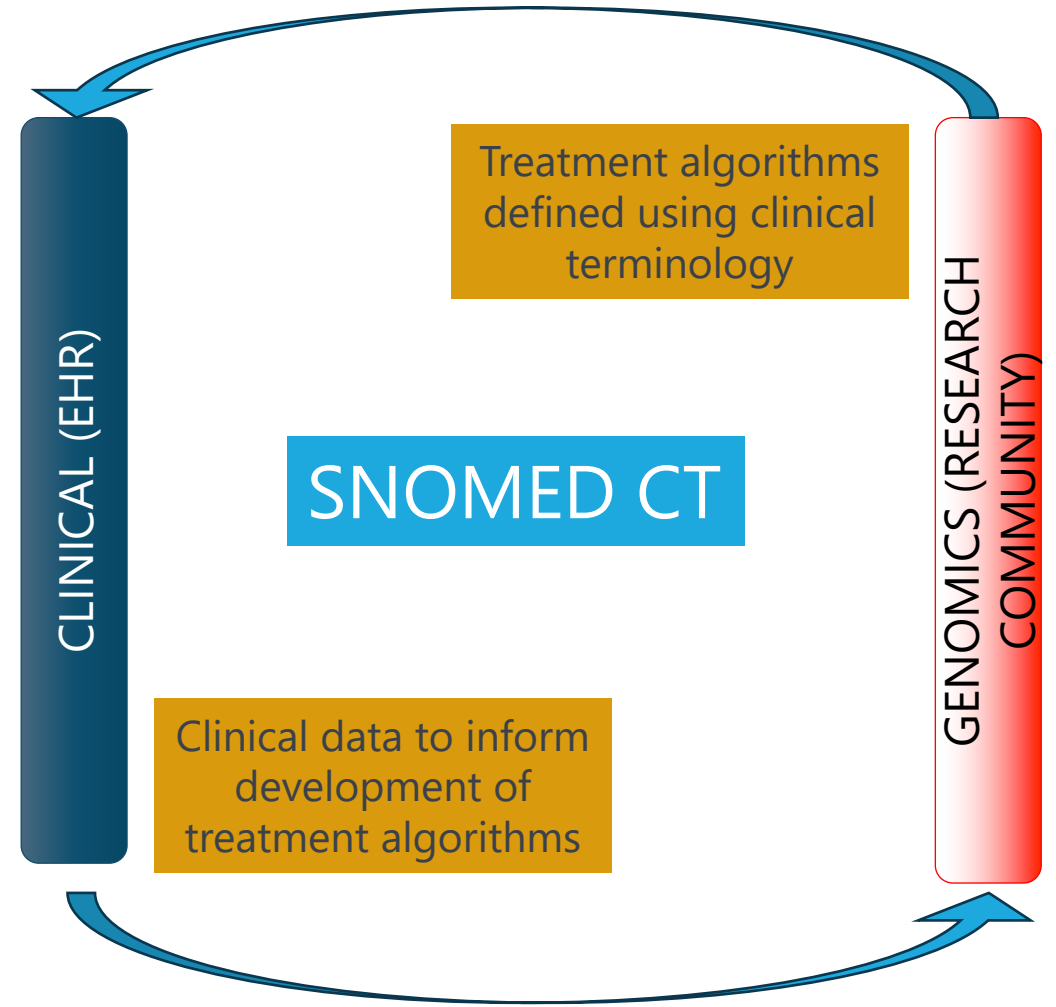 Treatment algorithms
defined using clinical
terminology
CLINICAL (EHR)
SNOMED CT
GENOMICS (RESEARCH
COMMUNITY)
Clinical data to inform
development of
treatment algorithms